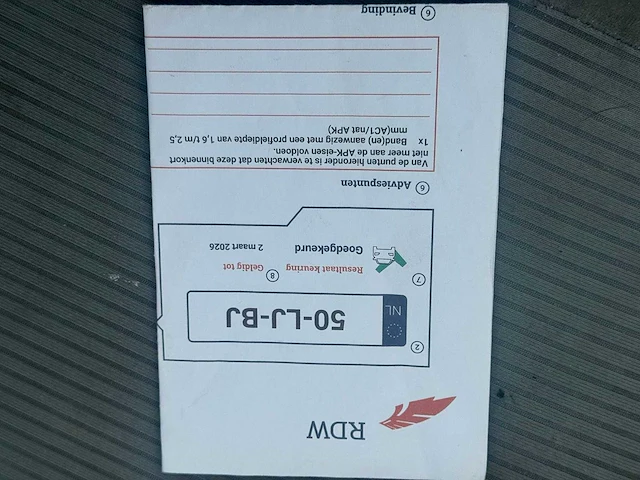 RDW
2
NL
50-LJ-BJ
7 Resultaat keuring 8 Geldig tot
Goedgekeurd 2 maart 2026
6 Adviespunten
Van de punten hieronder is te verwachten dat deze binnenkort
niet meer aan de APK-eisen voldoen.
1x Band(en) aanwezig met een profieldiepte van 1,6 t/m 2,5
mm(AC1/nat APK)
6 Bevinding